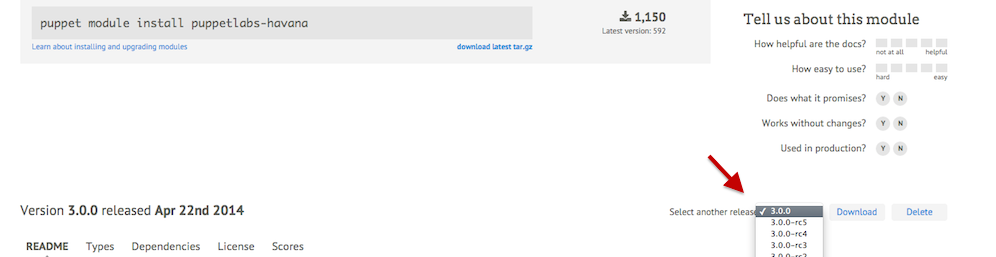 puppet module install puppetlabs-havana
1,150
Latest version: 592
Learn about installing and upgrading modules
download latest tar.gz
Tell us about this module
How helpful are the docs?
not at all helpful
How easy to use?
hard easy
Does what it promises? Y N
Works without changes? Y N
Used in production? Y N
Version 3.0.0 released Apr 22nd 2014
Select another release
✓ 3.0.0
3.0.0-rc5
3.0.0-rc4
3.0.0-rc3
3.0.0-rc2
Download
Delete
README Types Dependencies License Scores